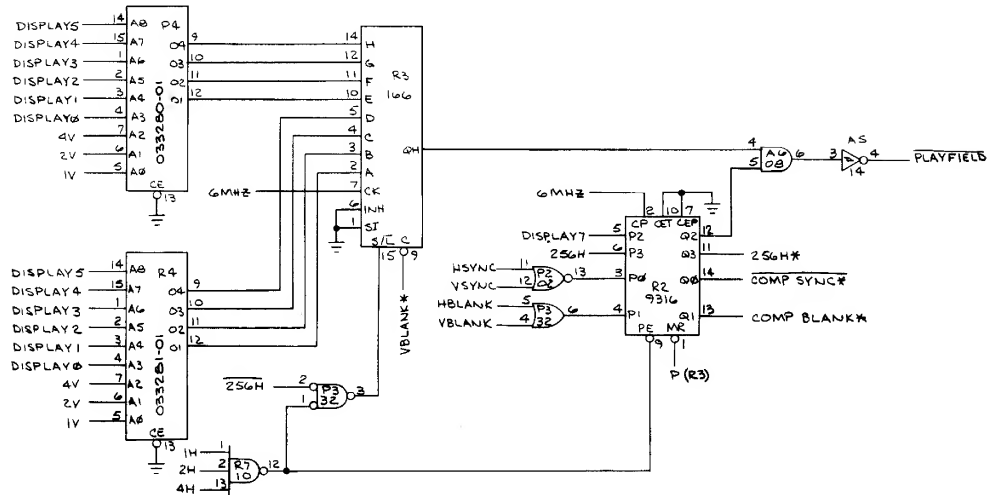 DISPLAY5 14 A8 P4
DISPLAY4 15 A7 O4 9
DISPLAY3 1 A6 O3 10
DISPLAY2 2 A5 O2 11
DISPLAY1 3 A4 O1 12
DISPLAYØ 4 A3
4V 7 A2
2V 6 A1
1V 5 AØ
033280-01
CE
13
14 H
12 G
11 F
10 E
5 D
4 C
3 B
2 A
6MHZ 7 CK
6 INH
1 SI
R3
166
QH
S/L C
15 9
VBLANK*
DISPLAY5 14 A8 R4
DISPLAY4 15 A7 O4 9
DISPLAY3 1 A6 O3 10
DISPLAY2 2 A5 O2 11
DISPLAY1 3 A4 O1 12
DISPLAYØ 4 A3
4V 7 A2
2V 6 A1
1V 5 AØ
033281-01
CE
13
256H 2
1
P3
32
3
1H 1
2H 2
4H 13
R7
10
12
4
5
A6
08
6
A5
3 4
14
PLAYFIELD
6MHZ
2 10 7
CP CET CEP
DISPLAY7 5 P2 Q2 12
256H 6 P3 Q3 11 256H*
HSYNC 11
VSYNC 12
P2
02
13
3 PØ QØ 14 COMP SYNC*
HBLANK 5
VBLANK 4
P3
32
6
4 P1 Q1 13 COMP BLANK*
R2
9316
PE MR
9 1
P(R3)